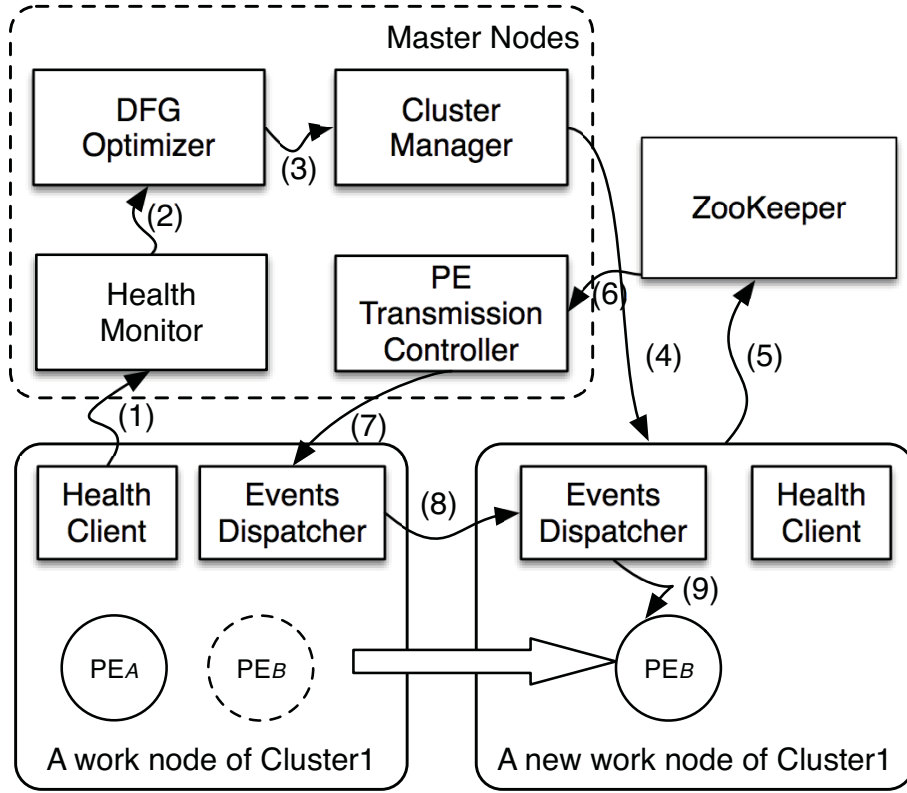 Master Nodes
DFG
Optimizer
Cluster
Manager
(3)
ZooKeeper
(2)
Health
Monitor
PE
Transmission
Controller
(6)
(4)
(5)
(1)
(7)
Health
Client
Events
Dispatcher
(8)
Events
Dispatcher
Health
Client
(9)
PEA
PEB
PEB
A work node of Cluster1
A new work node of Cluster1